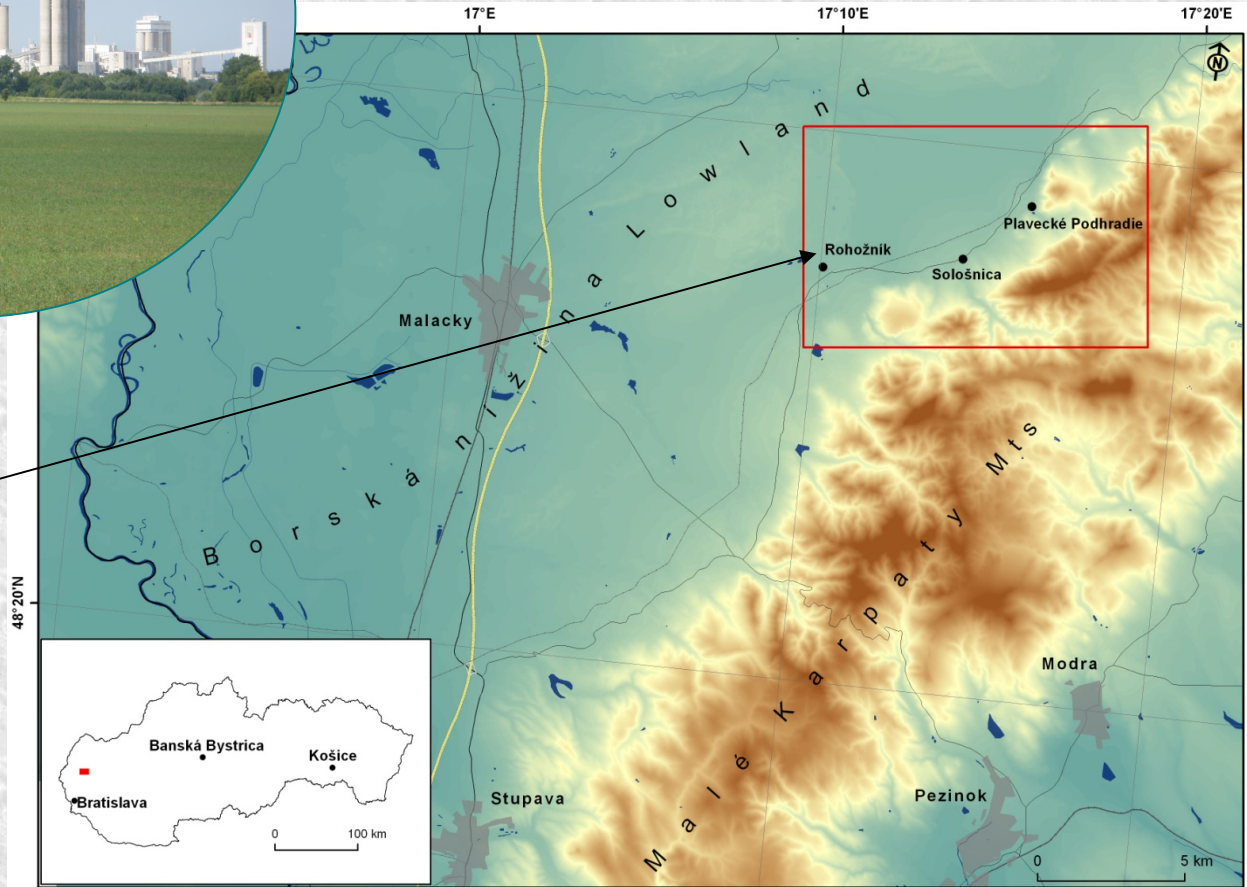 17°E
17°10'E
17°20'E
N
Borská nížina Lowland
Plavecké Podhradie
Rohožník
Sološnica
Malacky
Malé Karpaty Mts
48°20'N
Modra
Banská Bystrica
Košice
Bratislava
0 100 km
Stupava
Pezinok
0 5 km